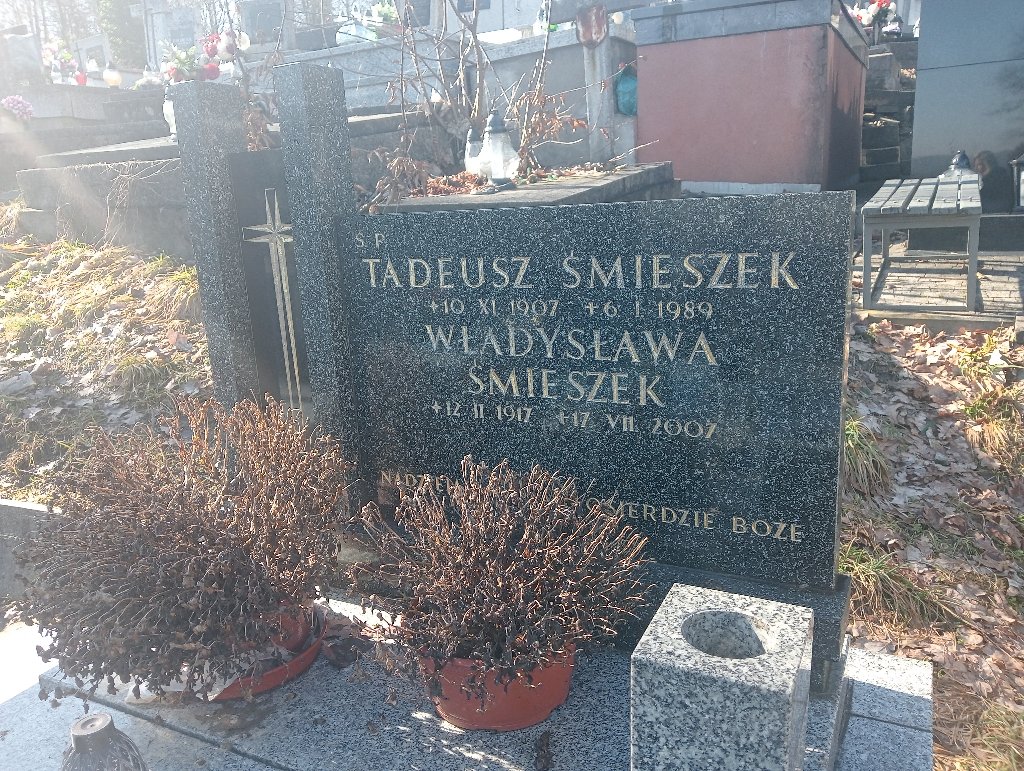 Ś P
TADEUSZ ŚMIESZEK
+10 XI 1907 +6 I 1989
WŁADYSŁAWA
ŚMIESZEK
+12 II 1917 +17 VII 2007
BOŻE